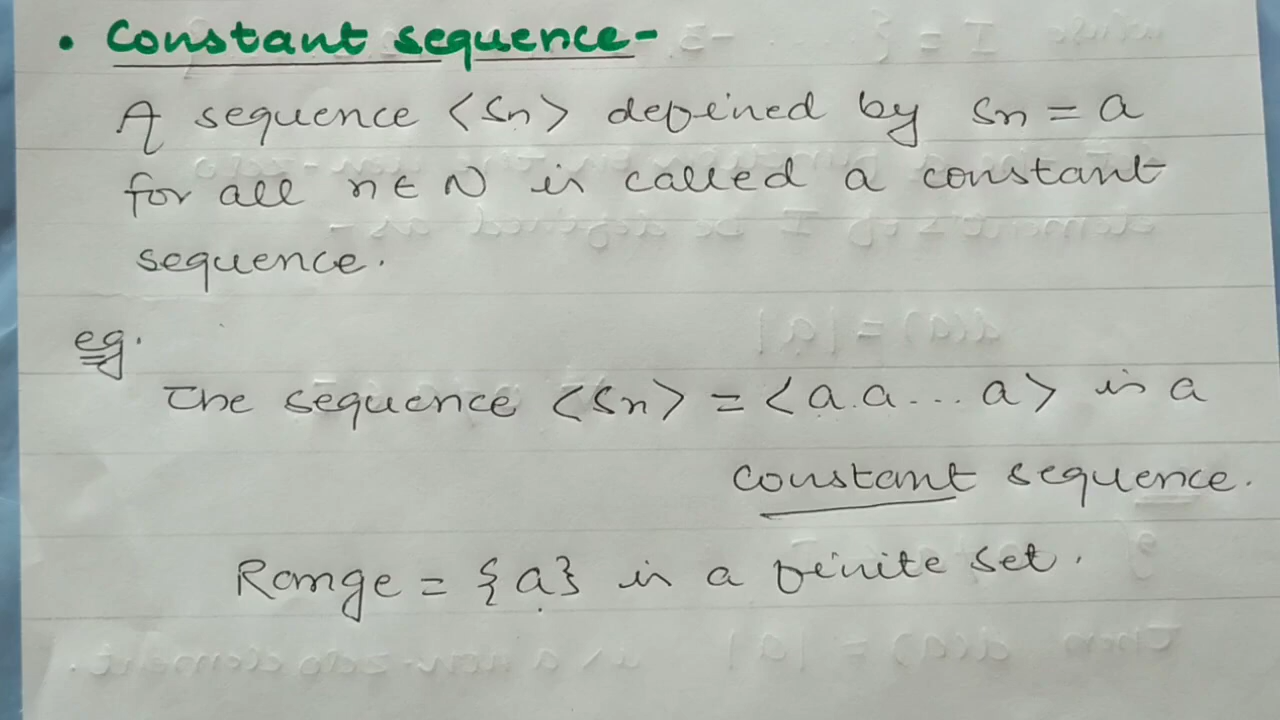 • Constant sequence-
A sequence <Sn> defined by Sn = a
for all n ∈ N is called a constant
sequence.
eg.
The sequence <Sn> = <a.a... a> is a
constant sequence.
Range = {a} is a finite set.